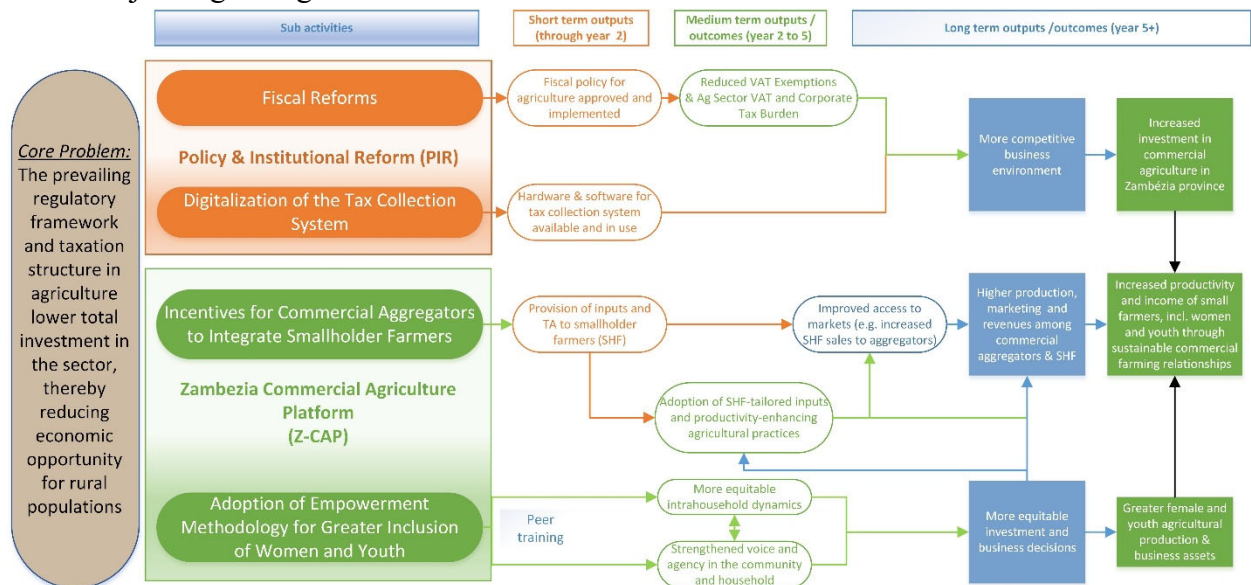 Sub activities
Short term outputs
(through year 2)
Medium term outputs /
outcomes (year 2 to 5)
Long term outputs /outcomes (year 5+)
Core Problem:
The prevailing
regulatory
framework
and taxation
structure in
agriculture
lower total
investment in
the sector,
thereby
reducing
economic
opportunity
for rural
populations
Fiscal Reforms
Policy & Institutional Reform (PIR)
Digitalization of the Tax Collection
System
Fiscal policy for
agriculture approved and
implemented
Reduced VAT Exemptions
& Ag Sector VAT and Corporate
Tax Burden
Hardware & software for
tax collection system
available and in use
More competitive
business
environment
Increased
investment in
commercial
agriculture in
Zambézia province
Incentives for Commercial Aggregators
to Integrate Smallholder Farmers
Zambezia Commercial Agriculture
Platform
(Z-CAP)
Adoption of Empowerment
Methodology for Greater Inclusion
of Women and Youth
Provision of inputs and
TA to smallholder
farmers (SHF)
Improved access to
markets (e.g. increased
SHF sales to aggregators)
Adoption of SHF-tailored inputs
and productivity-enhancing
agricultural practices
Higher production,
marketing and
revenues among
commercial
aggregators & SHF
Increased productivity
and income of small
farmers, incl. women
and youth through
sustainable commercial
farming relationships
Peer
training
More equitable
intrahousehold dynamics
Strengthened voice and
agency in the community
and household
More equitable
investment and
business decisions
Greater female and
youth agricultural
production &
business assets